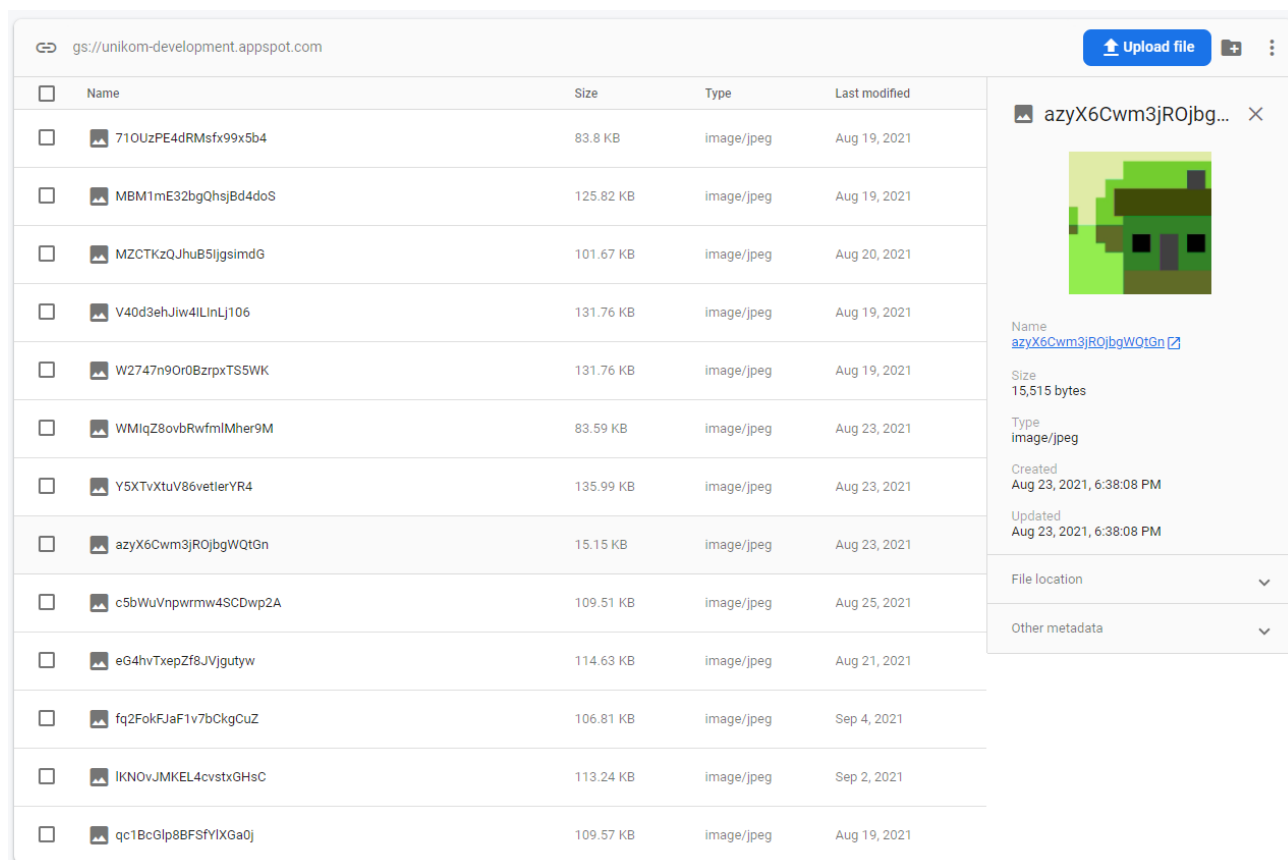 gs://unikom-development.appspot.com Upload file
Name Size Type Last modified
71OUzPE4dRMsfx99x5b4 83.8 KB image/jpeg Aug 19, 2021
MBM1mE32bgQhsjBd4doS 125.82 KB image/jpeg Aug 19, 2021
MZCTKzQJhuB5IjgsimdG 101.67 KB image/jpeg Aug 20, 2021
V40d3ehJiw4ILInLj106 131.76 KB image/jpeg Aug 19, 2021
W2747n9Or0BzrpxTS5WK 131.76 KB image/jpeg Aug 19, 2021
WMIqZ8ovbRwfmlMher9M 83.59 KB image/jpeg Aug 23, 2021
Y5XTvXtuV86vetIerYR4 135.99 KB image/jpeg Aug 23, 2021
azyX6Cwm3jROjbgWQtGn 15.15 KB image/jpeg Aug 23, 2021
c5bWuVnpwrmw4SCDwp2A 109.51 KB image/jpeg Aug 25, 2021
eG4hvTxepZf8JVjgutyw 114.63 KB image/jpeg Aug 21, 2021
fq2FokFJaF1v7bCkgCuZ 106.81 KB image/jpeg Sep 4, 2021
lKNOvJMKEL4cvstxGHsC 113.24 KB image/jpeg Sep 2, 2021
qc1BcGlp8BFSfYlXGa0j 109.57 KB image/jpeg Aug 19, 2021
azyX6Cwm3jROjbg...
Name
azyX6Cwm3jROjbgWQtGn
Size
15,515 bytes
Type
image/jpeg
Created
Aug 23, 2021, 6:38:08 PM
Updated
Aug 23, 2021, 6:38:08 PM
File location
Other metadata